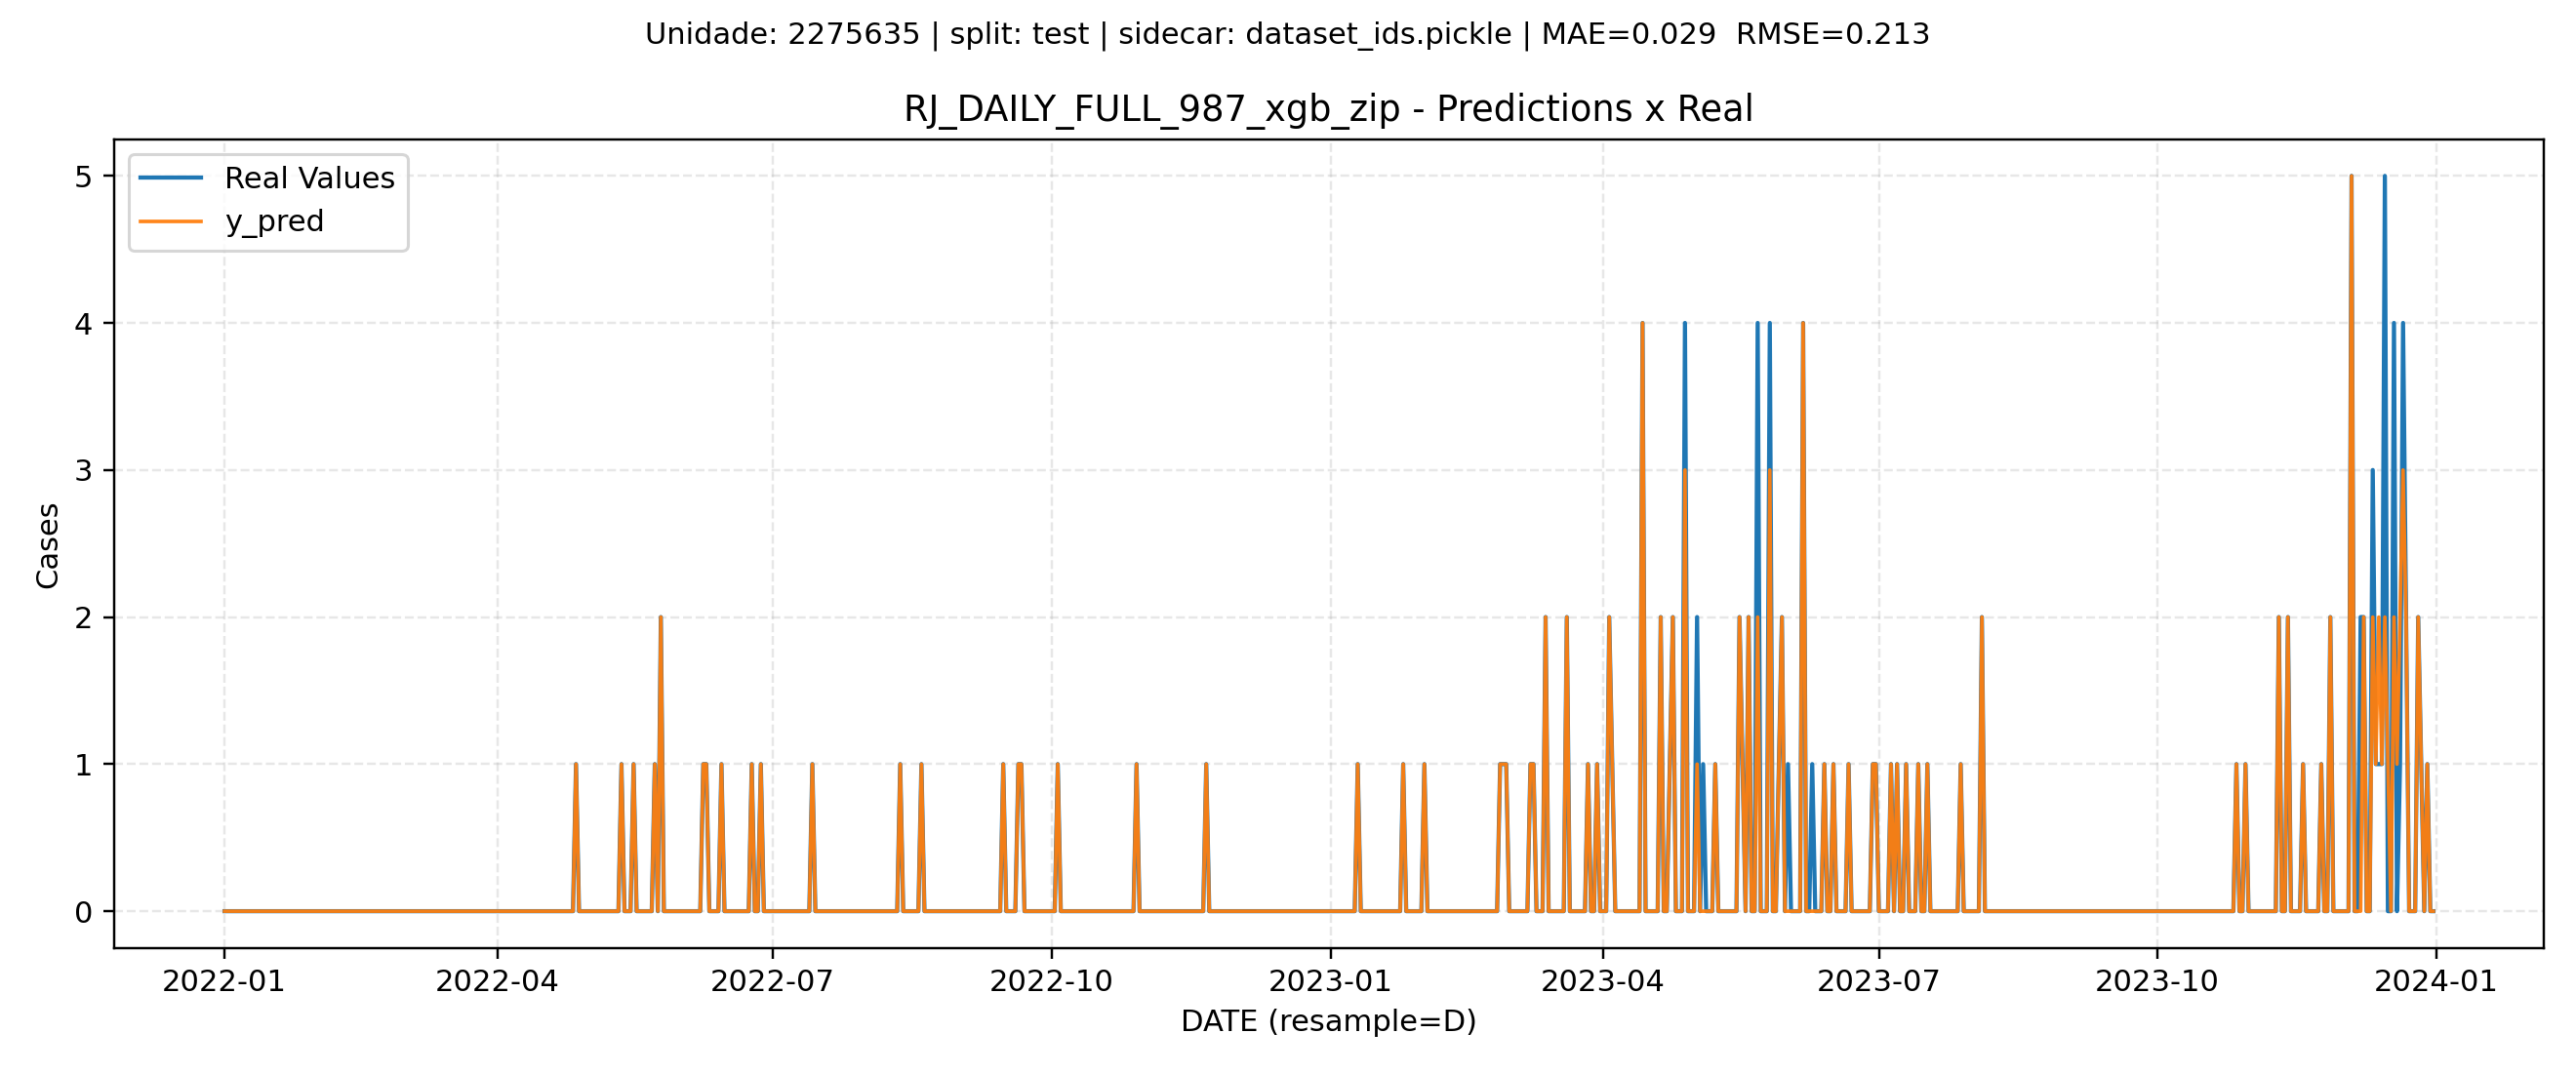 Unidade: 2275635 | split: test | sidecar: dataset_ids.pickle | MAE=0.029  RMSE=0.213
RJ_DAILY_FULL_987_xgb_zip - Predictions x Real
Real Values
y_pred
5
4
3
2
1
0
Cases
2022-01 2022-04 2022-07 2022-10 2023-01 2023-04 2023-07 2023-10 2024-01
DATE (resample=D)